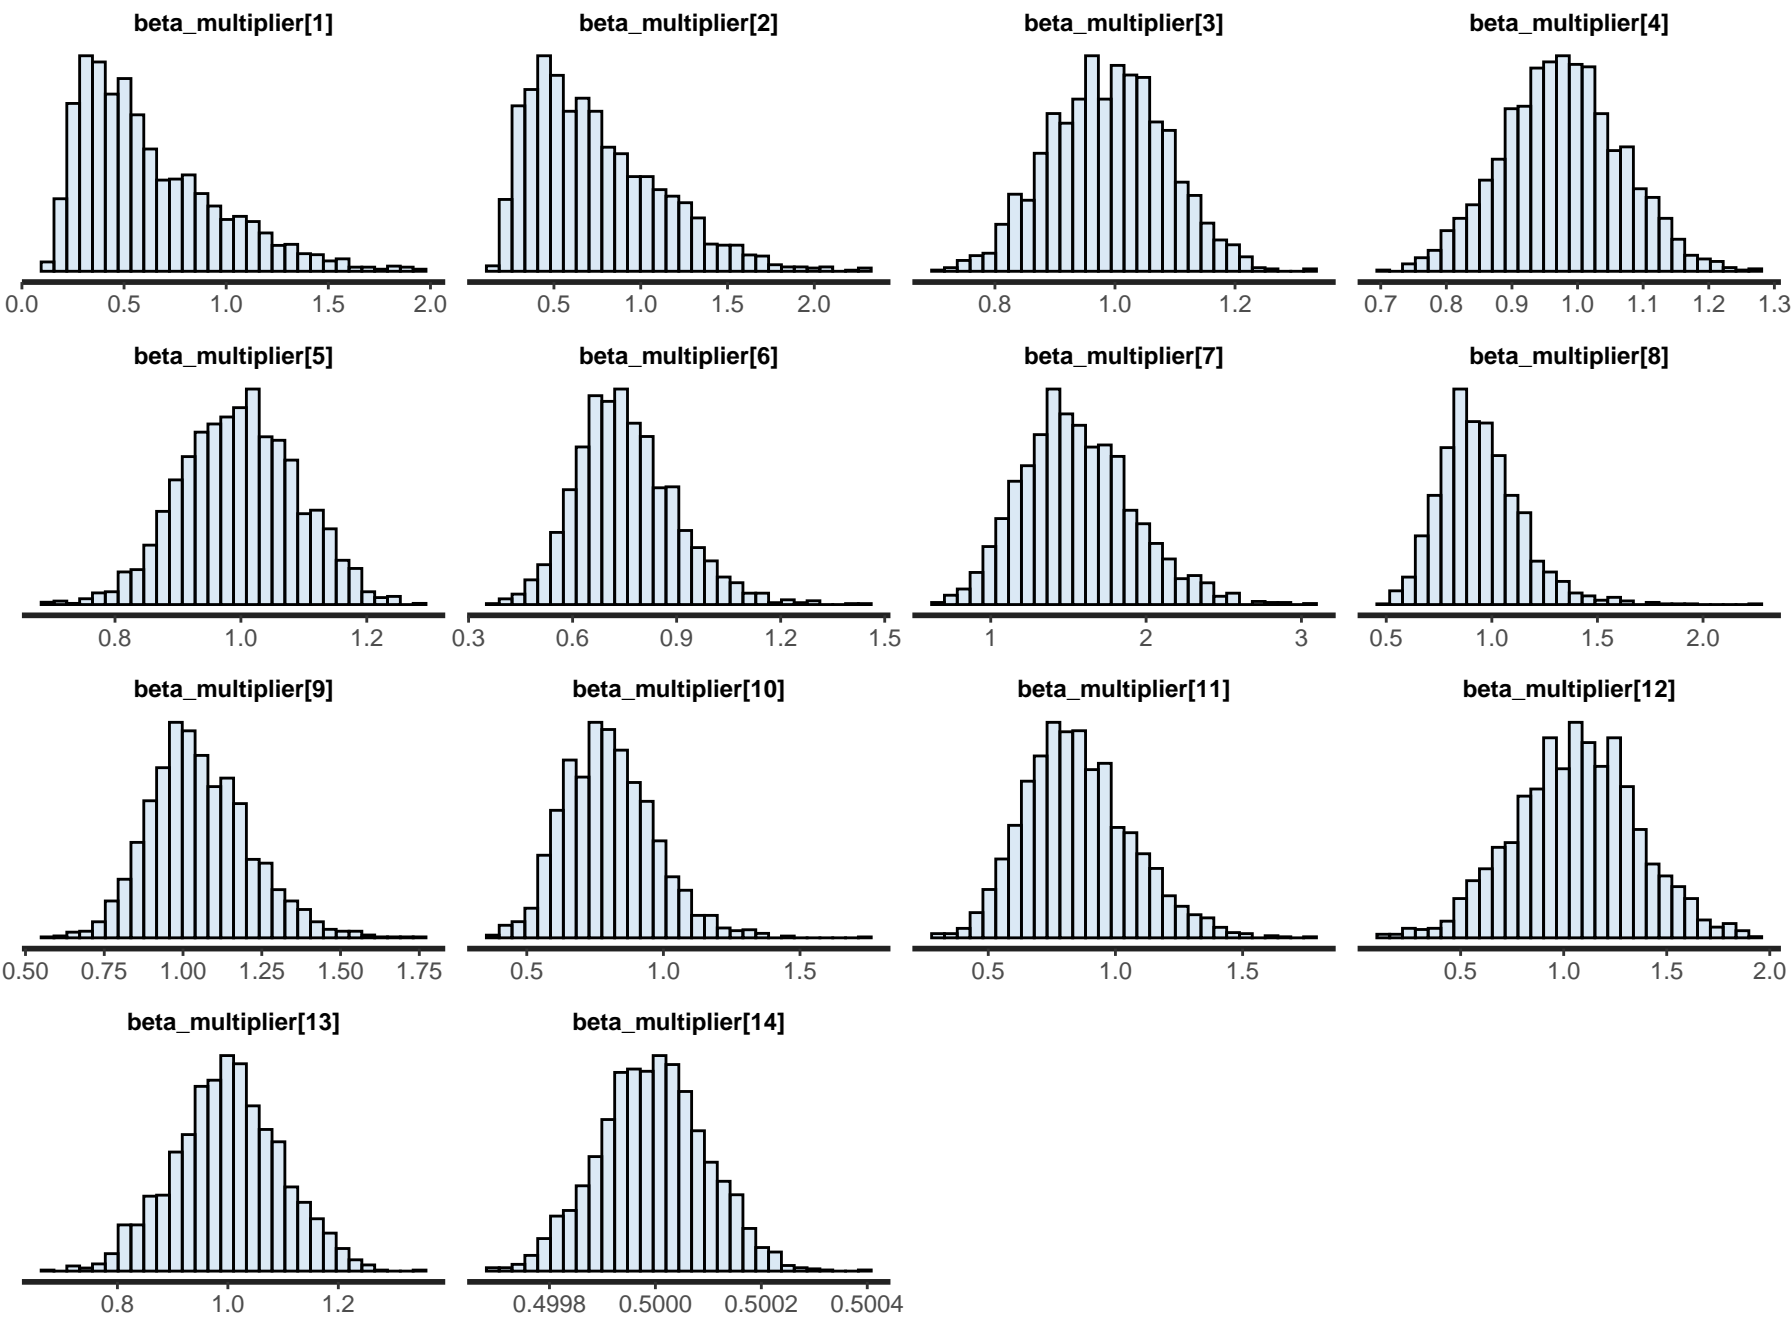 beta_multiplier[1] beta_multiplier[2] beta_multiplier[3] beta_multiplier[4]
0.0 0.5 1.0 1.5 2.0 0.5 1.0 1.5 2.0 0.8 1.0 1.2 0.7 0.8 0.9 1.0 1.1 1.2 1.3
beta_multiplier[5] beta_multiplier[6] beta_multiplier[7] beta_multiplier[8]
0.8 1.0 1.2 0.3 0.6 0.9 1.2 1.5 1 2 3 0.5 1.0 1.5 2.0
beta_multiplier[9] beta_multiplier[10] beta_multiplier[11] beta_multiplier[12]
0.50 0.75 1.00 1.25 1.50 1.75 0.5 1.0 1.5 0.5 1.0 1.5 0.5 1.0 1.5 2.0
beta_multiplier[13] beta_multiplier[14]
0.8 1.0 1.2 0.4998 0.5000 0.5002 0.5004